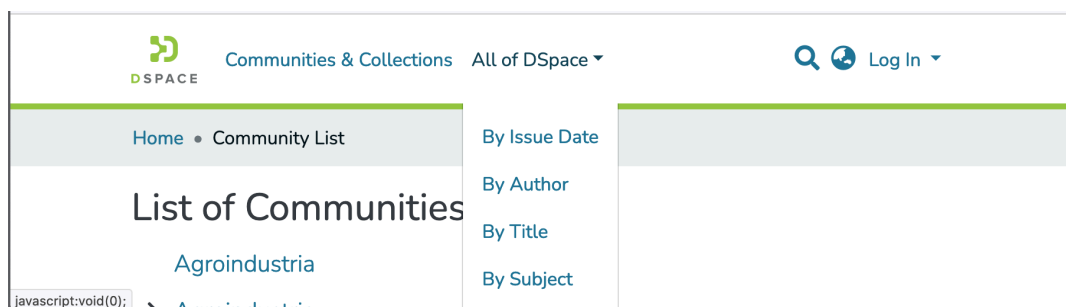 DSPACE
Communities & Collections All of DSpace Log In
Home • Community List
By Issue Date
By Author
List of Communities
By Title
Agroindustria
By Subject
javascript:void(0);